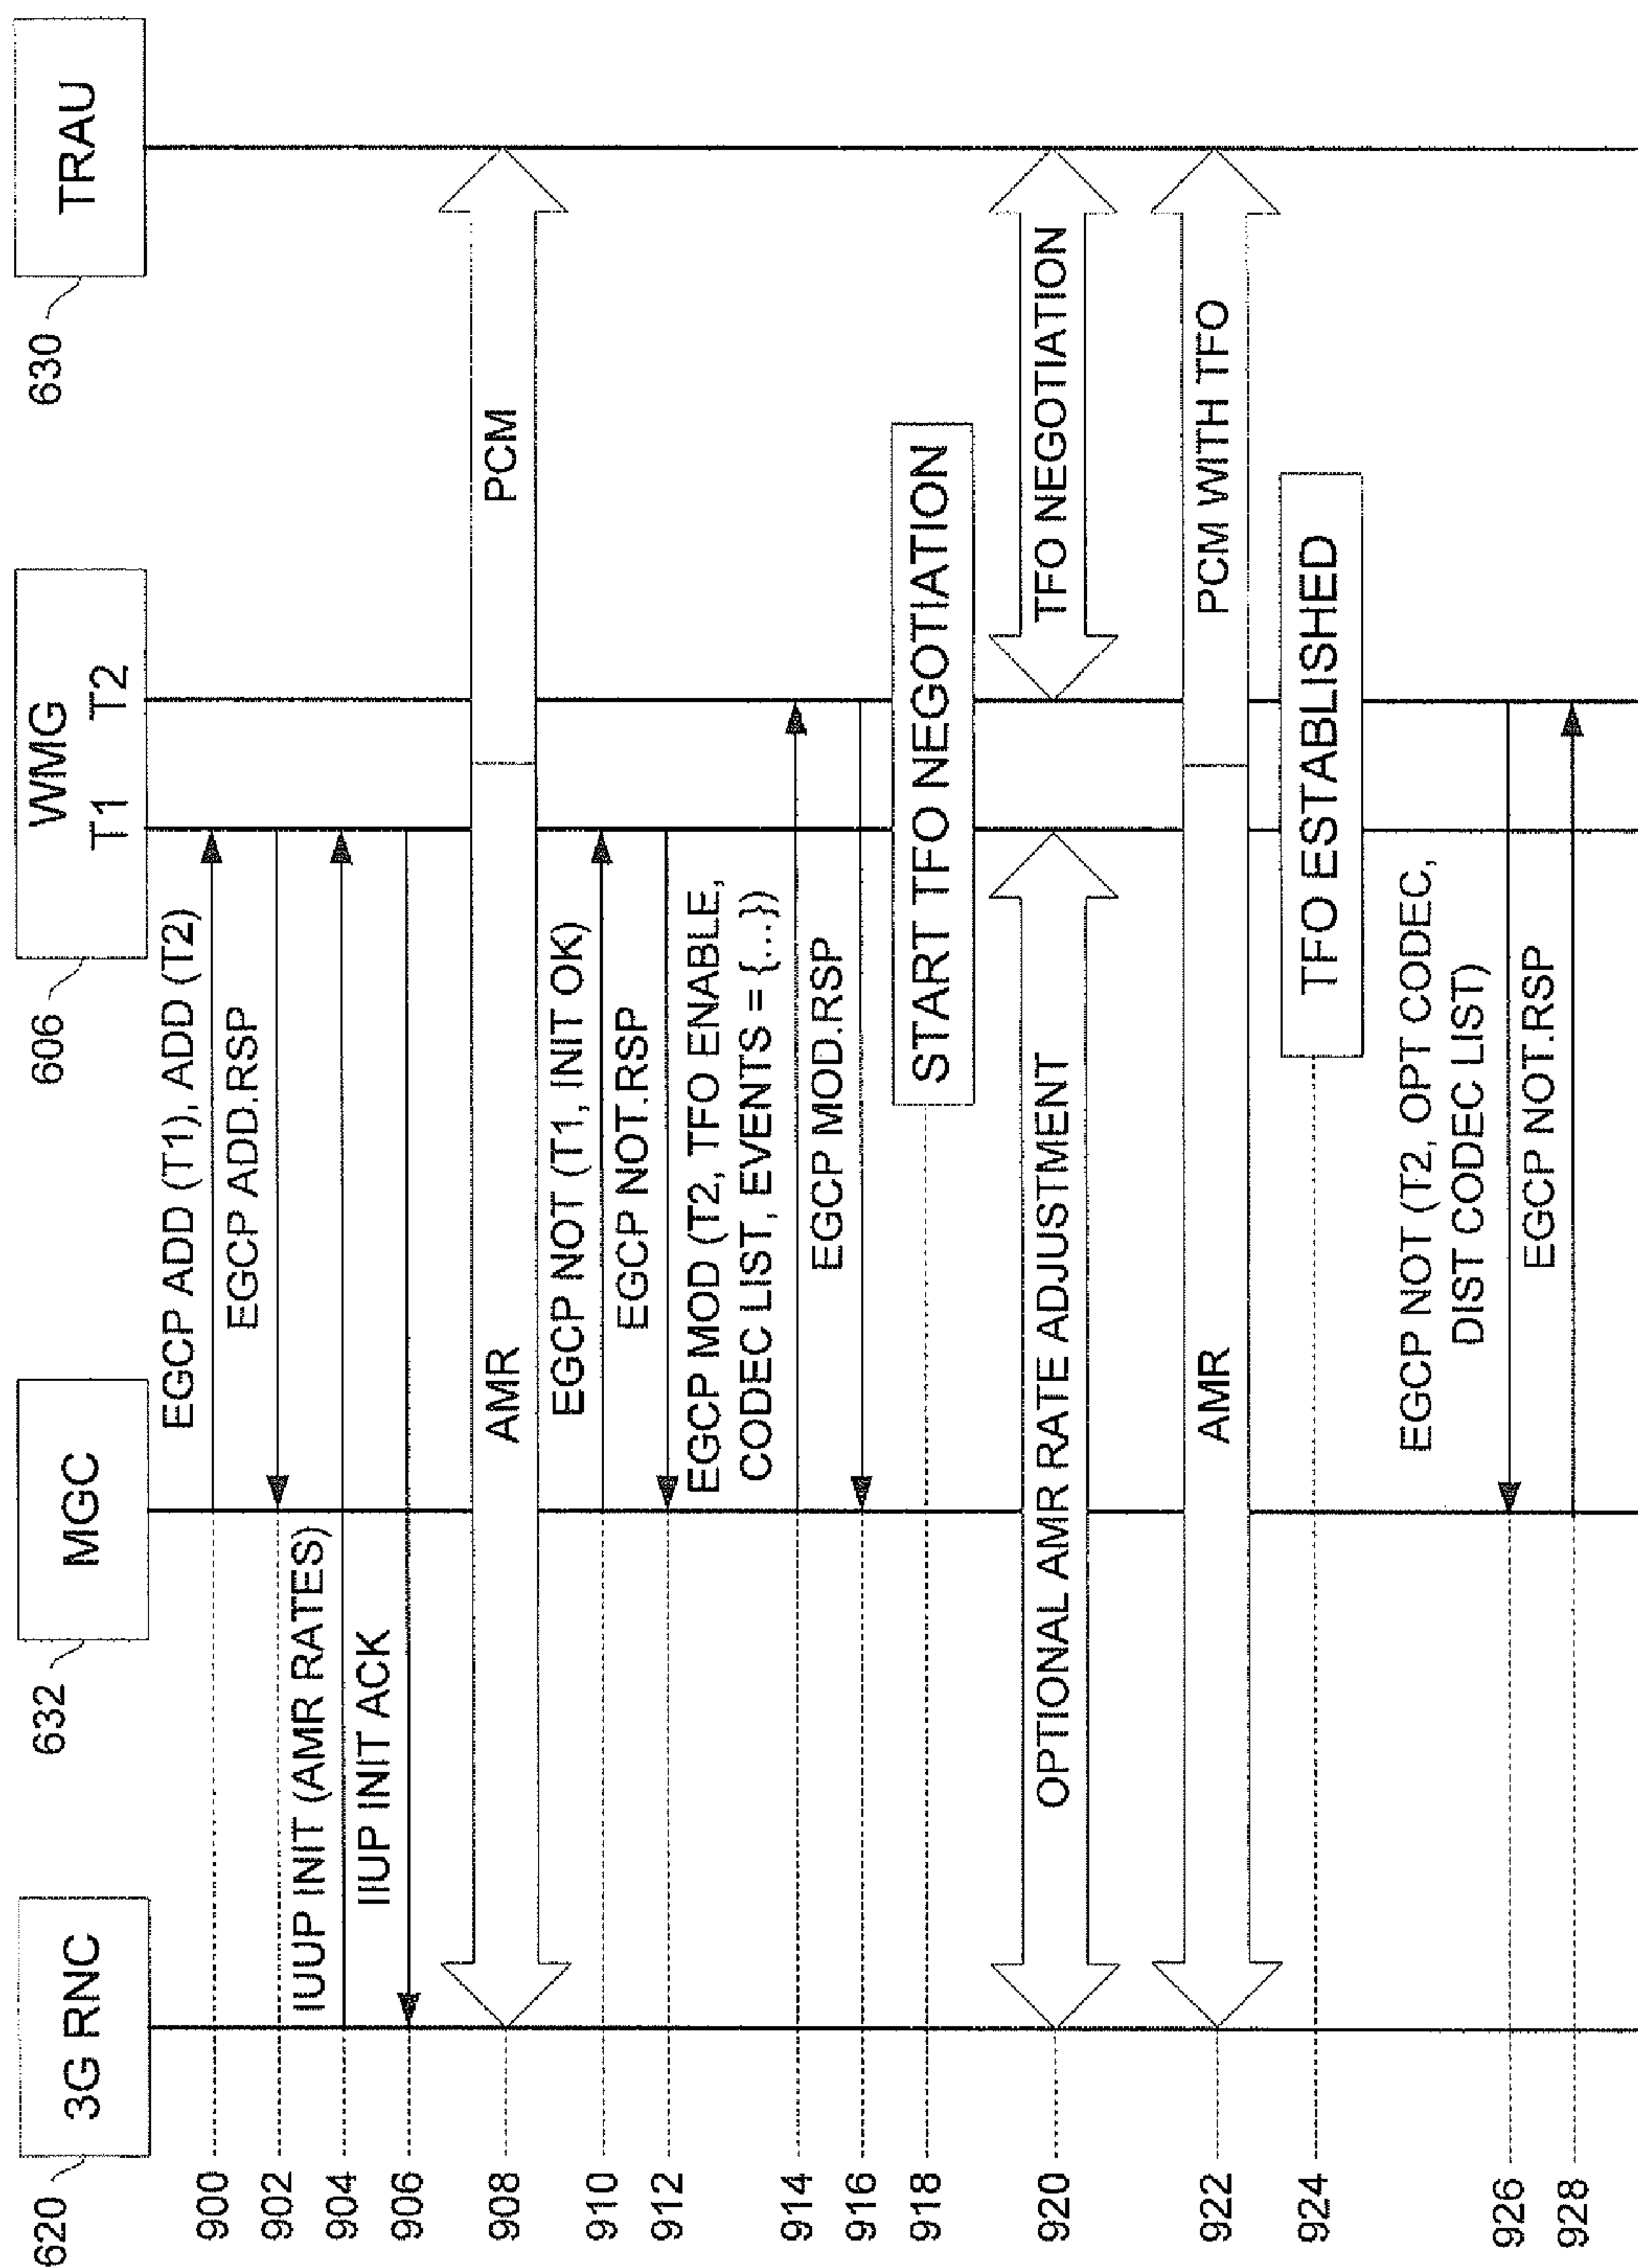 3G RNC
620
MGC
632
WMG
T1 T2
606
TRAU
630
900
EGCP ADD (T1), ADD (T2)
902
EGCP ADD.RSP
904
IUUP INIT (AMR RATES)
906
IIUP INIT ACK
908
AMR
PCM
910
EGCP NOT (T1, INIT OK)
912
EGCP NOT.RSP
914
EGCP MOD (T2, TFO ENABLE,
CODEC LIST, EVENTS = {...})
916
EGCP MOD.RSP
918
START TFO NEGOTIATION
920
OPTIONAL AMR RATE ADJUSTMENT
TFO NEGOTIATION
922
AMR
PCM WITH TFO
924
TFO ESTABLISHED
926
EGCP NOT (T2, OPT CODEC,
DIST CODEC LIST)
928
EGCP NOT.RSP